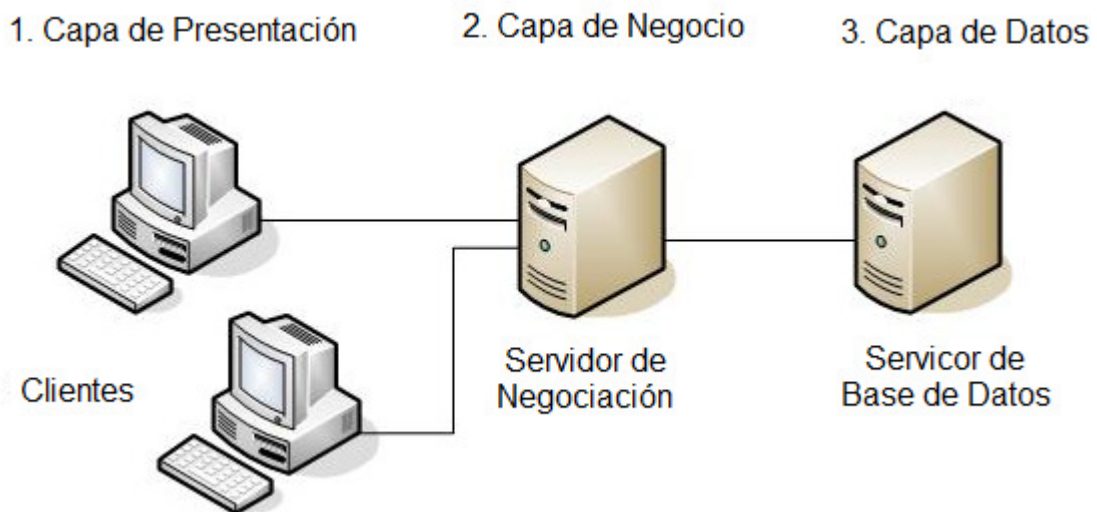 1. Capa de Presentación
2. Capa de Negocio
3. Capa de Datos
Clientes
Servidor de
Negociación
Servicor de
Base de Datos